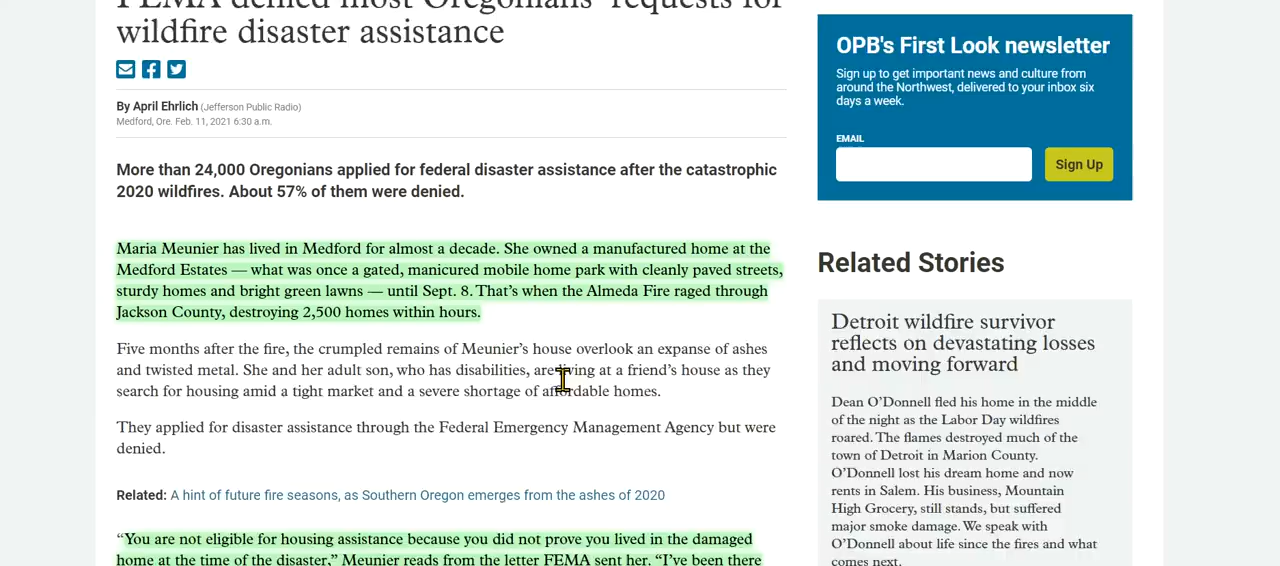 FEMA denied most Oregonians' requests for
wildfire disaster assistance
By April Ehrlich (Jefferson Public Radio)
Medford, Ore. Feb. 11, 2021 6:30 a.m.
More than 24,000 Oregonians applied for federal disaster assistance after the catastrophic
2020 wildfires. About 57% of them were denied.
Maria Meunier has lived in Medford for almost a decade. She owned a manufactured home at the
Medford Estates — what was once a gated, manicured mobile home park with cleanly paved streets,
sturdy homes and bright green lawns — until Sept. 8. That’s when the Almeda Fire raged through
Jackson County, destroying 2,500 homes within hours.
Five months after the fire, the crumpled remains of Meunier’s house overlook an expanse of ashes
and twisted metal. She and her adult son, who has disabilities, are living at a friend’s house as they
search for housing amid a tight market and a severe shortage of affordable homes.
They applied for disaster assistance through the Federal Emergency Management Agency but were
denied.
Related: A hint of future fire seasons, as Southern Oregon emerges from the ashes of 2020
“You are not eligible for housing assistance because you did not prove you lived in the damaged
home at the time of the disaster,” Meunier reads from the letter FEMA sent her. “I’ve been there
OPB's First Look newsletter
Sign up to get important news and culture from
around the Northwest, delivered to your inbox six
days a week.
EMAIL
Sign Up
Related Stories
Detroit wildfire survivor
reflects on devastating losses
and moving forward
Dean O’Donnell fled his home in the middle
of the night as the Labor Day wildfires
roared. The flames destroyed much of the
town of Detroit in Marion County.
O’Donnell lost his dream home and now
rents in Salem. His business, Mountain
High Grocery, still stands, but suffered
major smoke damage. We speak with
O’Donnell about life since the fires and what
comes next.